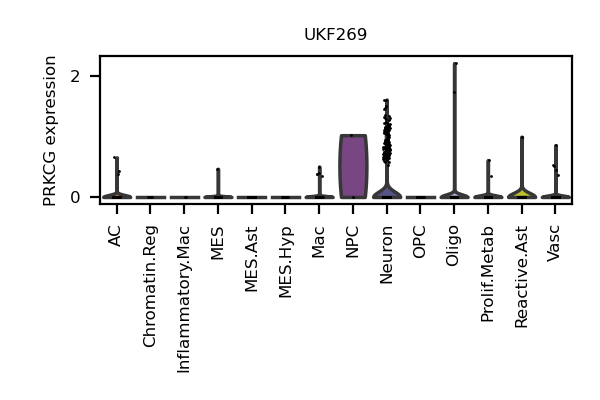 UKF269
PRKCG expression
2
0
AC
Chromatin.Reg
Inflammatory.Mac
MES
MES.Ast
MES.Hyp
Mac
NPC
Neuron
OPC
Oligo
Prolif.Metab
Reactive.Ast
Vasc